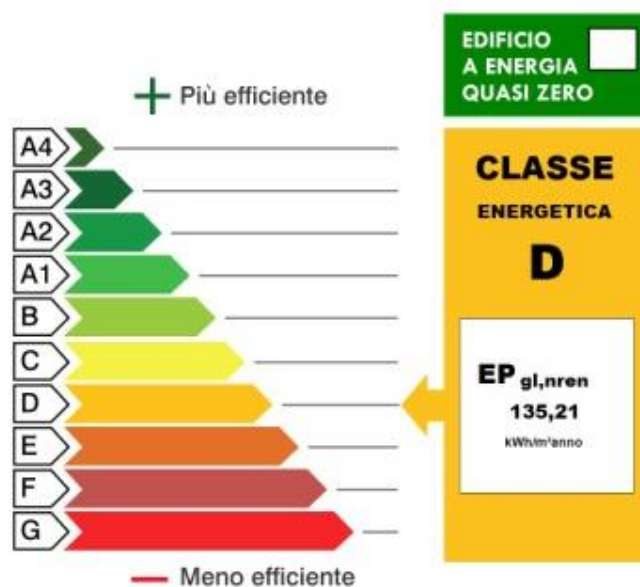 EDIFICIO
A ENERGIA
QUASI ZERO
+ Più efficiente
A4
A3
A2
A1
B
C
D
E
F
G
— Meno efficiente
CLASSE
ENERGETICA
D
EP gl,nren
135,21
kWh/m²anno